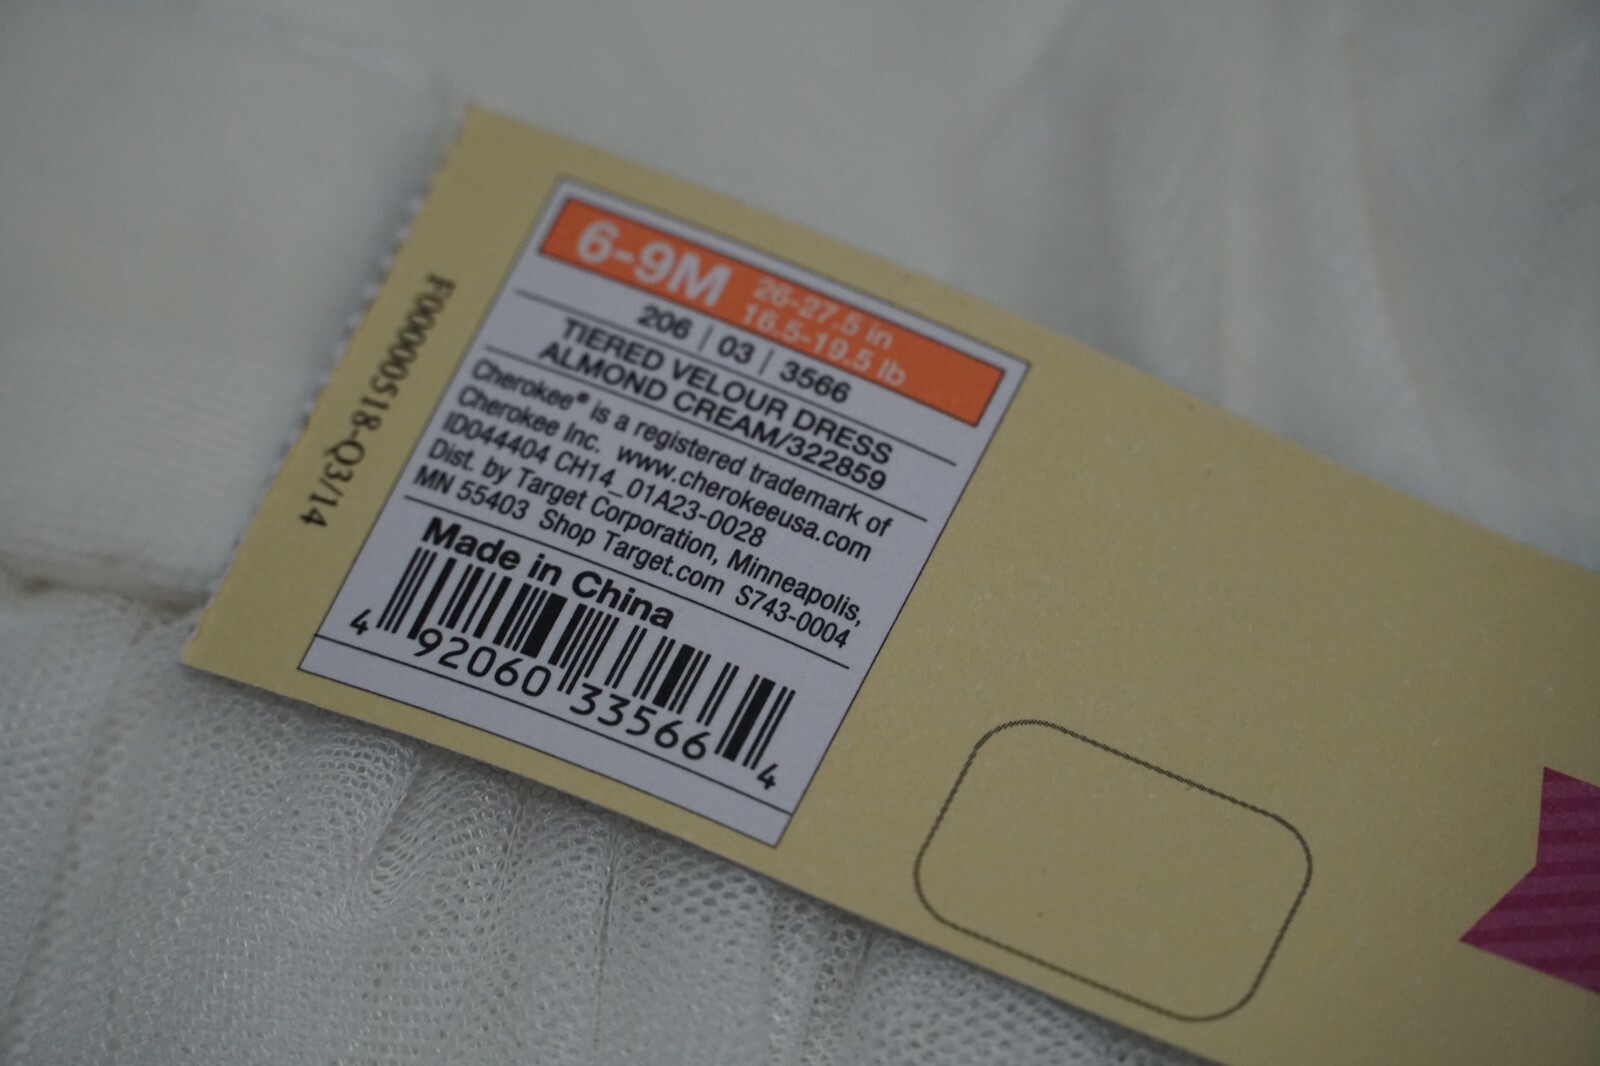 6-9M 26-27.5 in
16.5-19.5 lb
206 | 03 | 3566
TIERED VELOUR DRESS
ALMOND CREAM/322859
Cherokee® is a registered trademark of
Cherokee Inc. www.cherokeeusa.com
ID044404 CH14_01A23-0028
Dist. by Target Corporation, Minneapolis,
MN 55403 Shop Target.com S743-0004
Made in China
4 92060 33566 4
F0000518-Q3/14